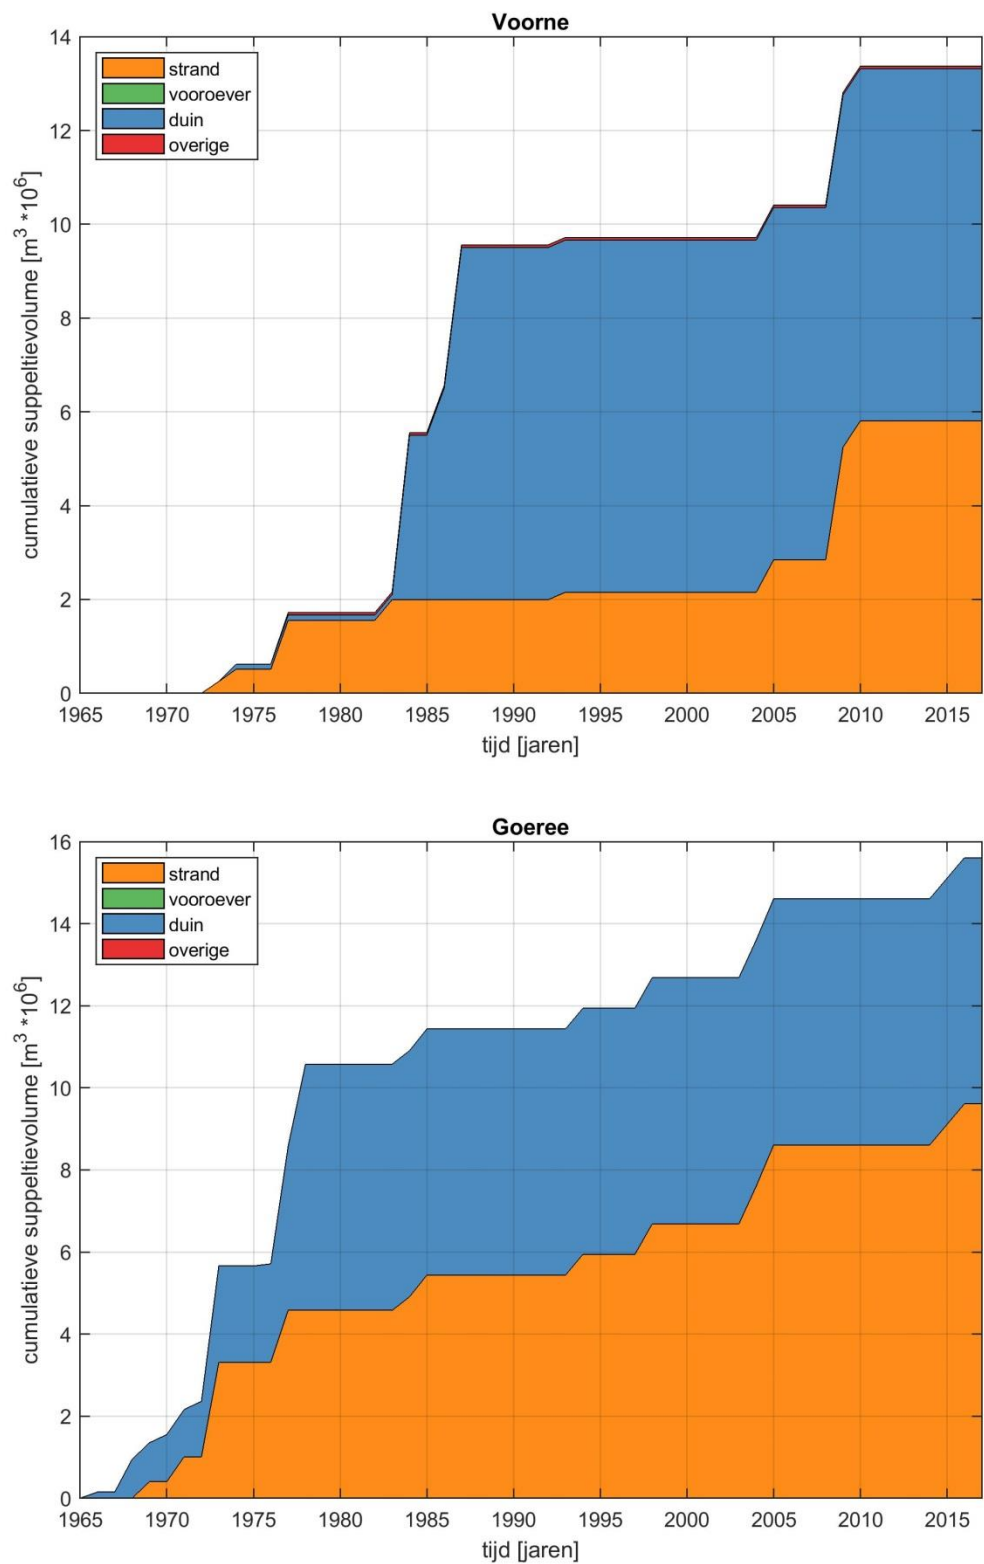 Voorne
14
12
10
8
6
4
2
0
cumulatieve suppeltievolume [m³ *10⁶]
strand
vooroever
duin
overige
1965 1970 1975 1980 1985 1990 1995 2000 2005 2010 2015
tijd [jaren]
Goeree
16
14
12
10
8
6
4
2
0
cumulatieve suppeltievolume [m³ *10⁶]
strand
vooroever
duin
overige
1965 1970 1975 1980 1985 1990 1995 2000 2005 2010 2015
tijd [jaren]